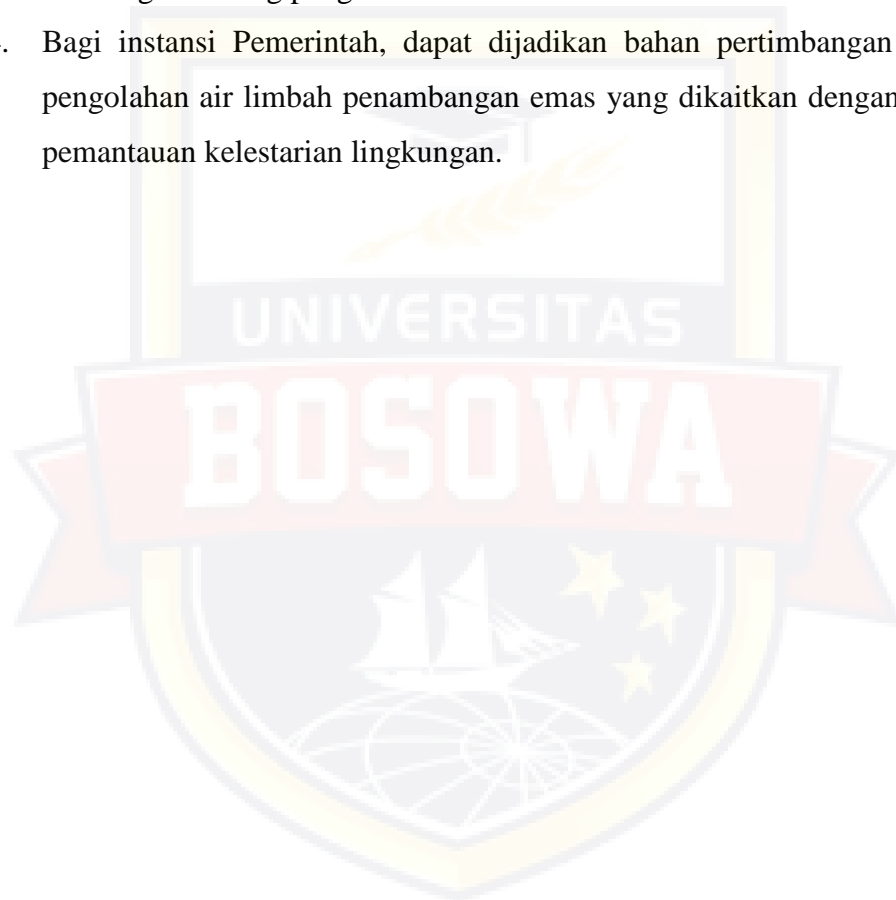 Bagi instansi Pemerintah, dapat dijadikan bahan pertimbangan
pengolahan air limbah penambangan emas yang dikaitkan dengan
pemantauan kelestarian lingkungan.
UNIVERSITAS
BOSOWA